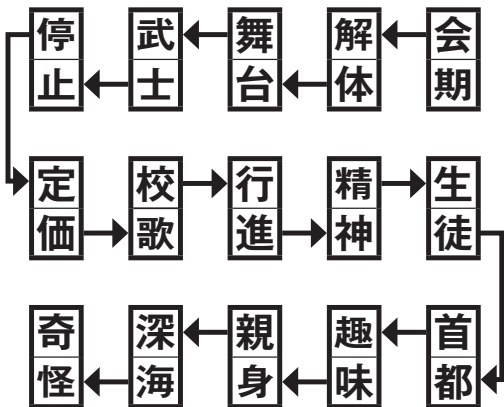 停 武 舞 解 会
止 士 台 体 期
定 校 行 精 生
価 歌 進 神 徒
奇 深 親 趣 首
怪 海 身 味 都